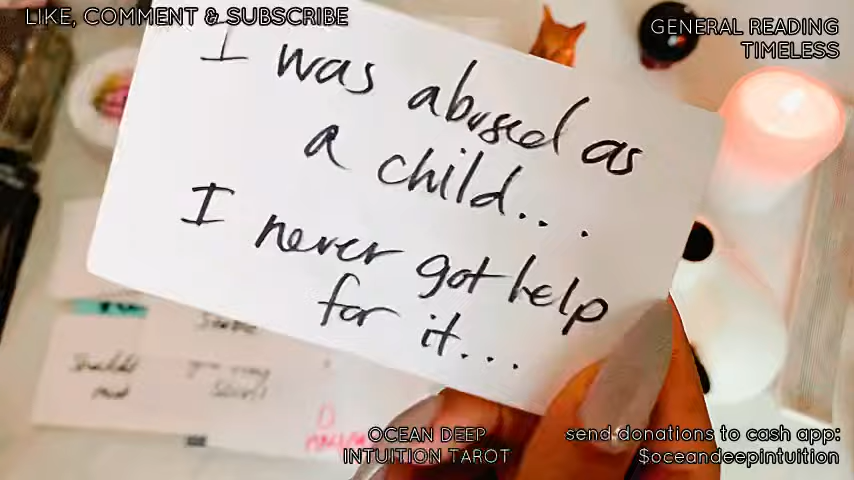 LIKE, COMMENT & SUBSCRIBE
GENERAL READING
TIMELESS
I was abused as
a child...
I never got help
for it...
OCEAN DEEP
INTUITION TAROT
send donations to cash app:
$oceandeepintuition